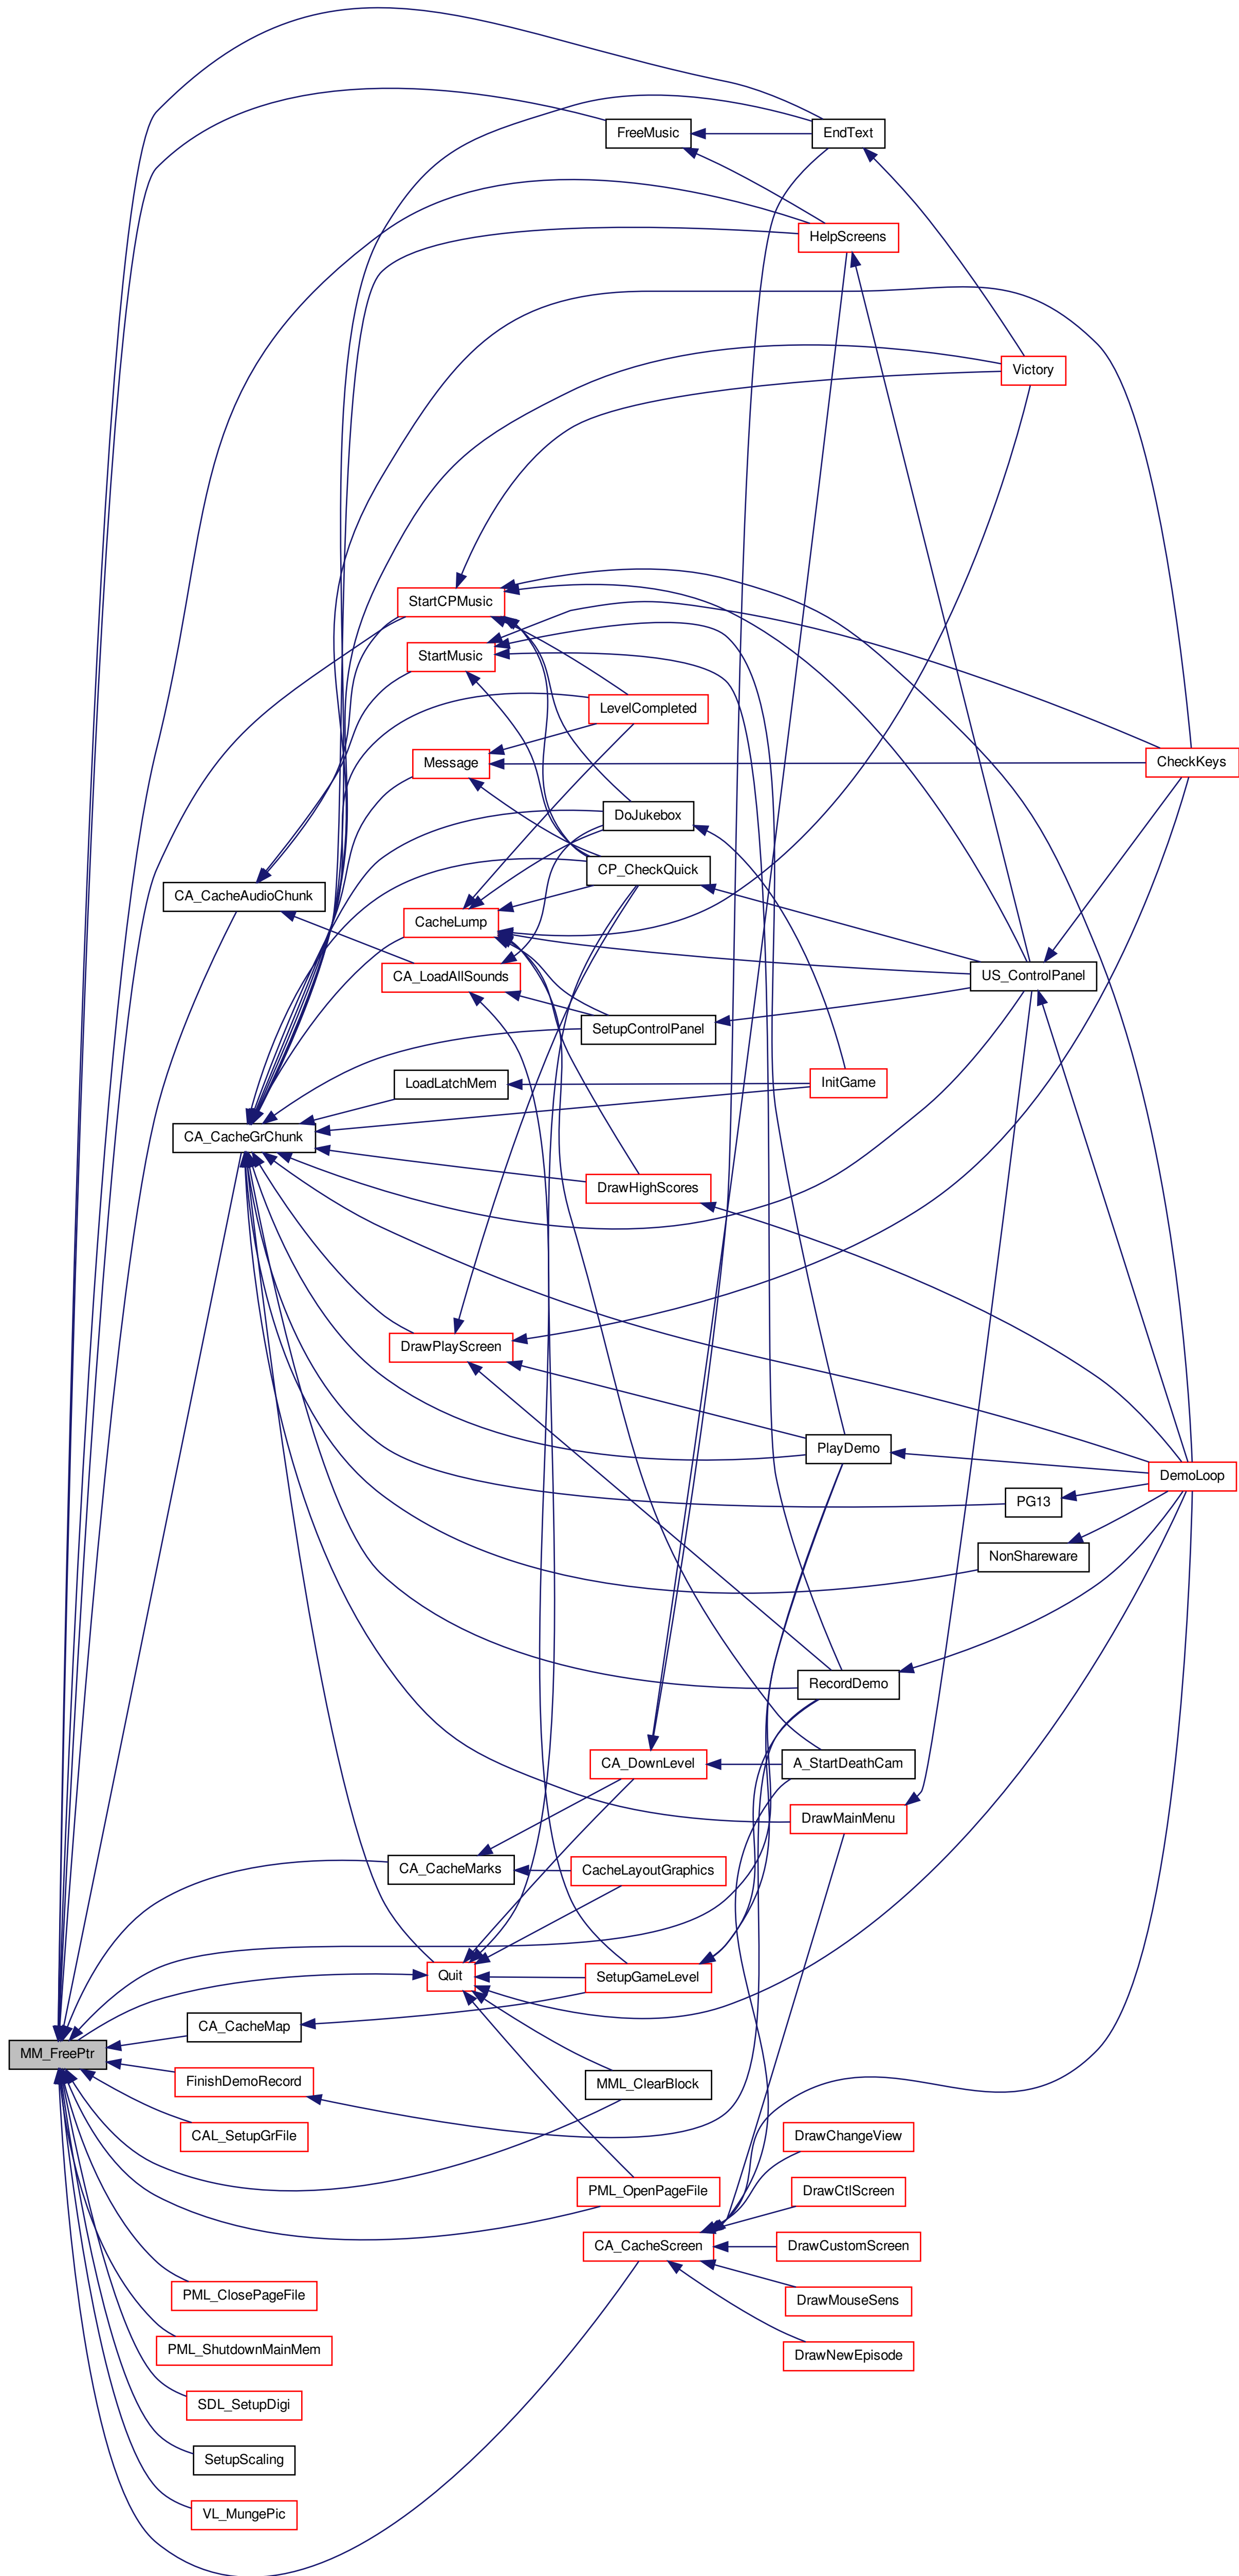 FreeMusic
EndText
HelpScreens
Victory
StartCPMusic
StartMusic
LevelCompleted
Message
CheckKeys
DoJukebox
CP_CheckQuick
CA_CacheAudioChunk
CacheLump
CA_LoadAllSounds
US_ControlPanel
SetupControlPanel
LoadLatchMem
InitGame
CA_CacheGrChunk
DrawHighScores
DrawPlayScreen
PlayDemo
DemoLoop
PG13
NonShareware
RecordDemo
CA_DownLevel
A_StartDeathCam
DrawMainMenu
CA_CacheMarks
CacheLayoutGraphics
Quit
SetupGameLevel
CA_CacheMap
MM_FreePtr
FinishDemoRecord
MML_ClearBlock
CAL_SetupGrFile
DrawChangeView
PML_OpenPageFile
DrawCtlScreen
CA_CacheScreen
DrawCustomScreen
PML_ClosePageFile
DrawMouseSens
PML_ShutdownMainMem
DrawNewEpisode
SDL_SetupDigi
SetupScaling
VL_MungePic